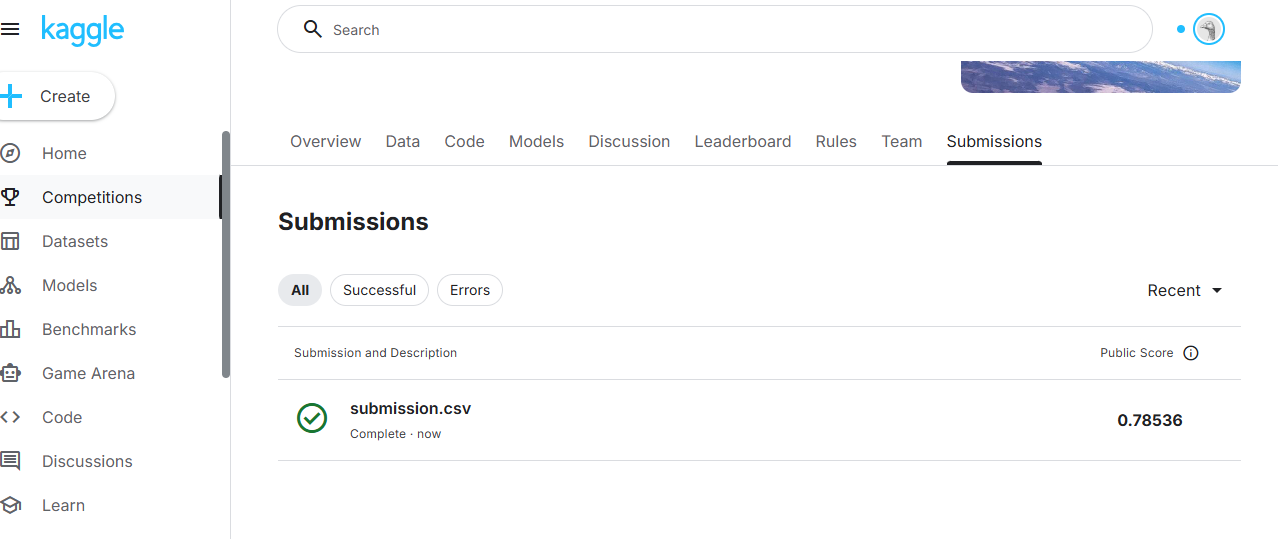 kaggle
Search
Create
Home
Competitions
Datasets
Models
Benchmarks
Game Arena
Code
Discussions
Learn
Overview Data Code Models Discussion Leaderboard Rules Team Submissions
Submissions
All Successful Errors Recent
Submission and Description Public Score
submission.csv
Complete · now
0.78536